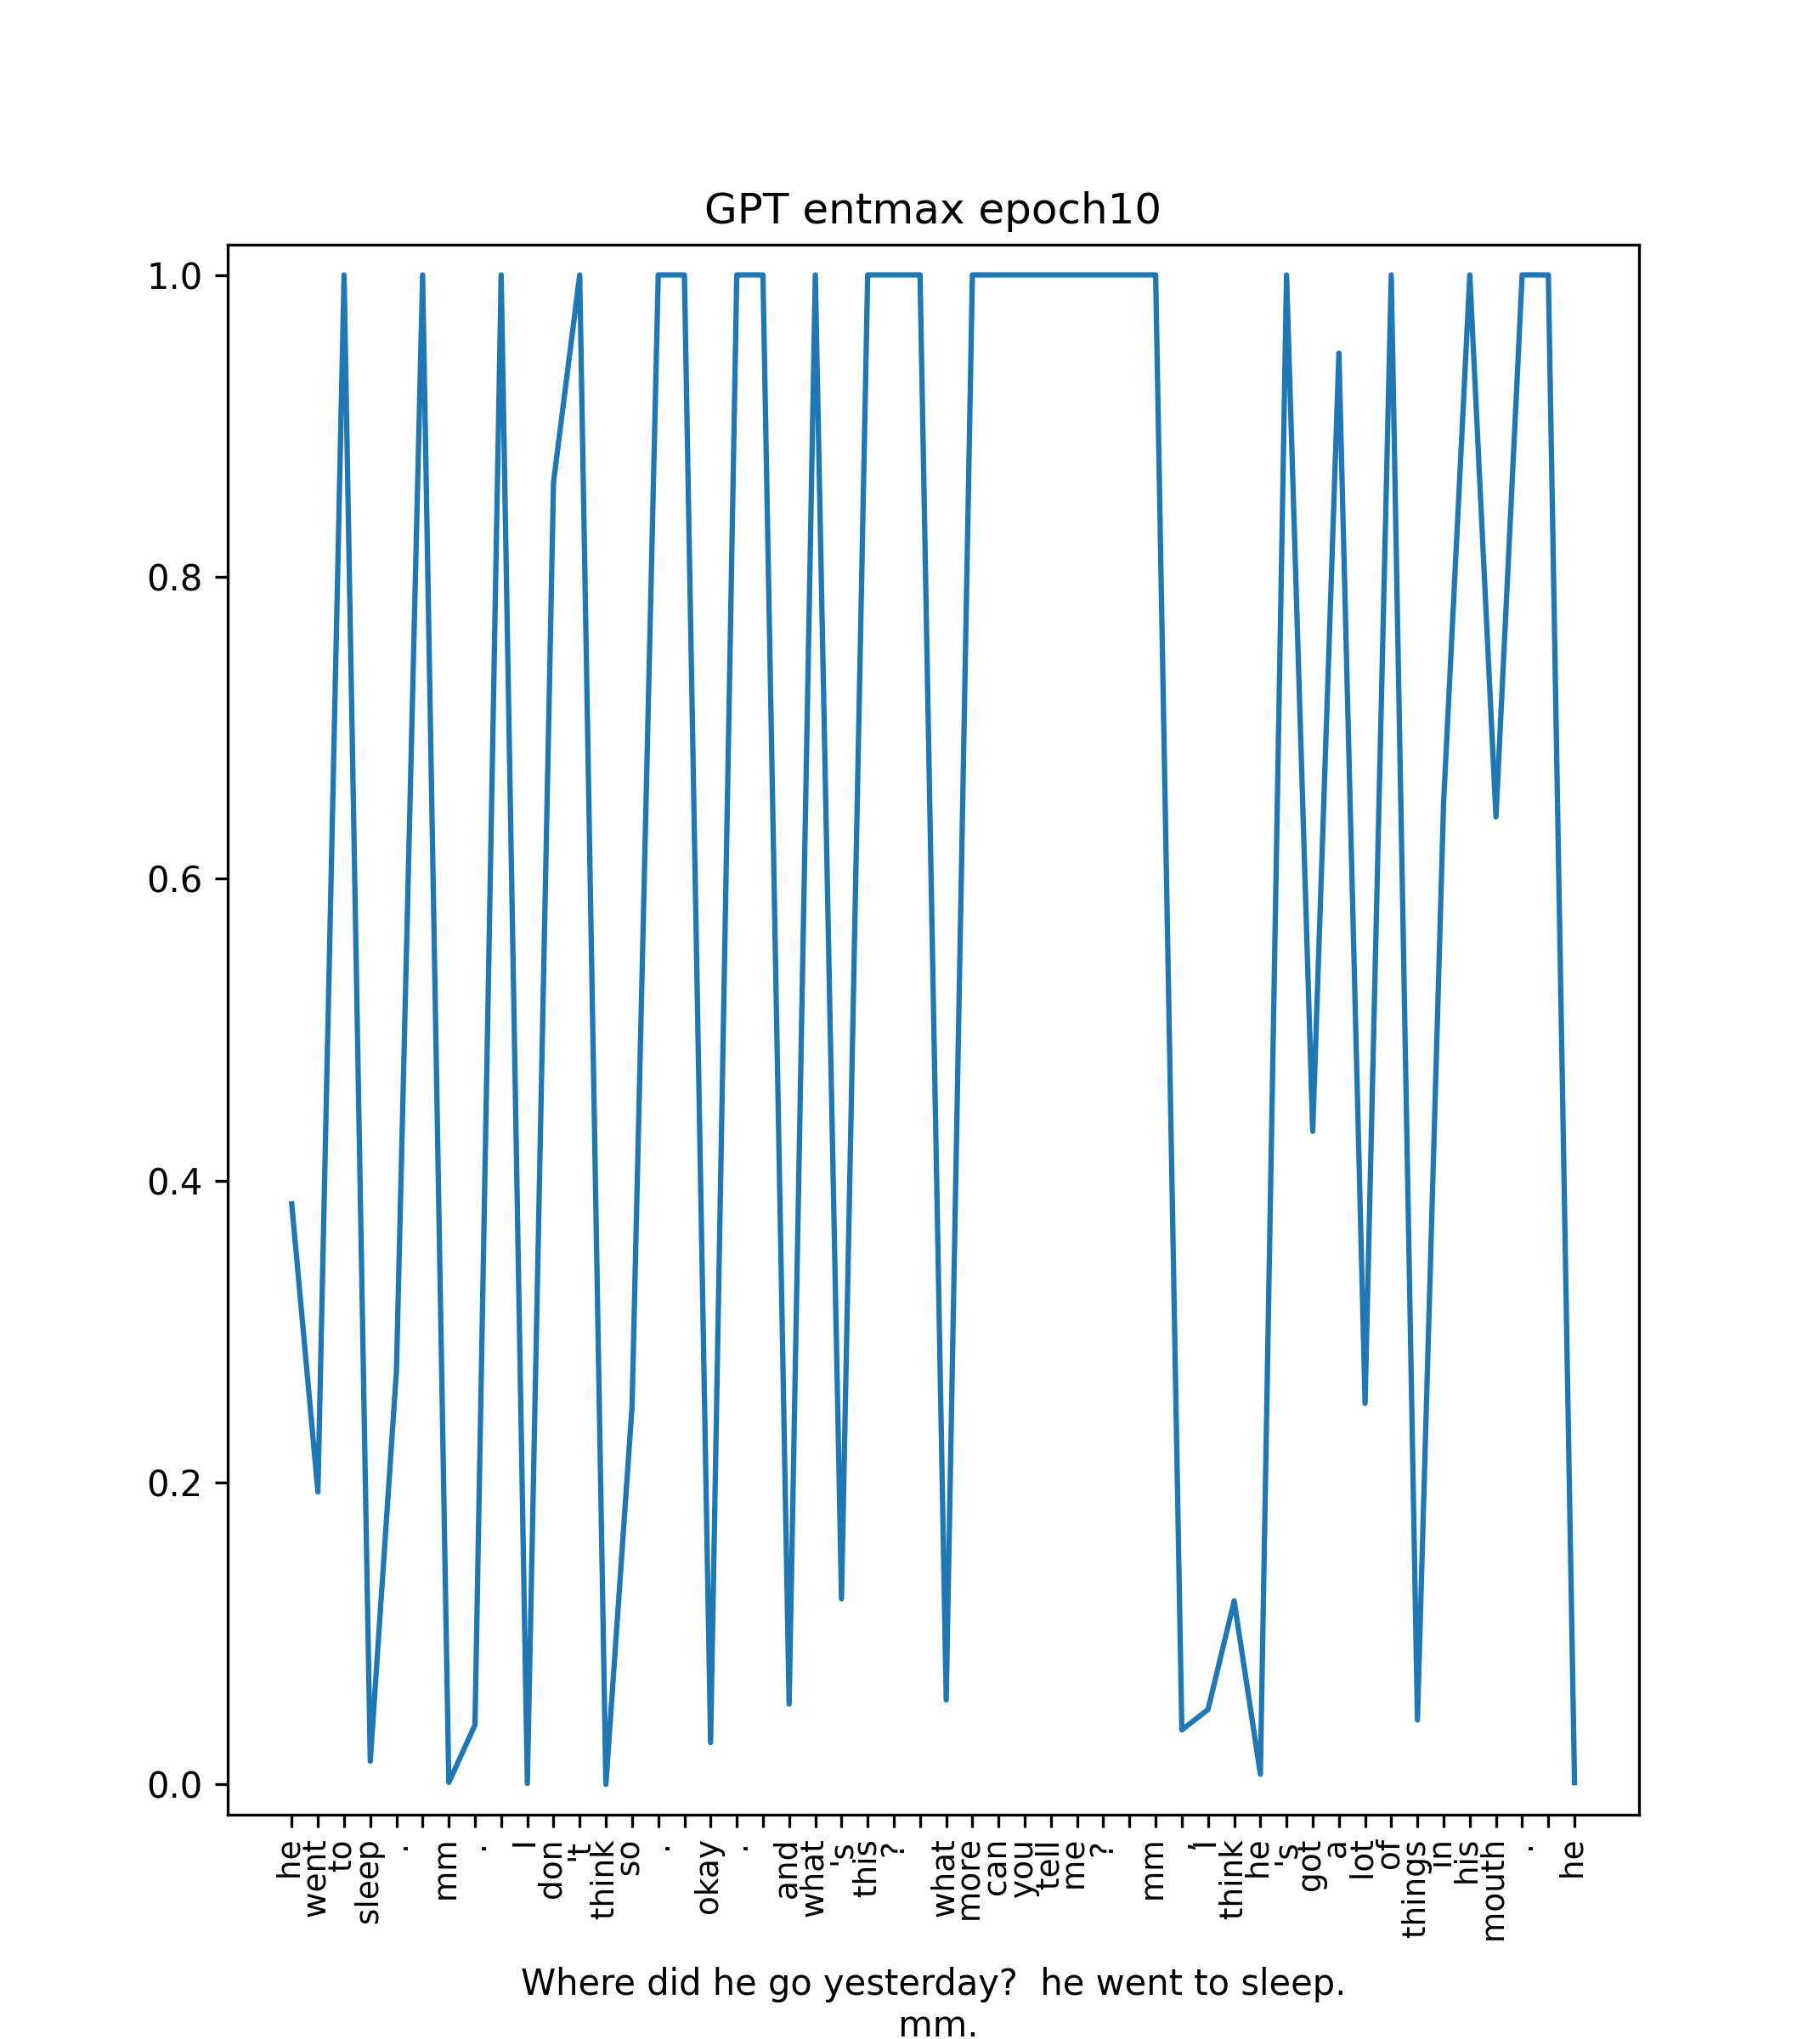 GPT entmax epoch10
1.0
0.8
0.6
0.4
0.2
0.0
he
went
to
sleep
.
mm
.
I
don
't
think
so
.
okay
.
and
what
's
this
?
what
more
can
you
tell
me
?
mm
,
I
think
he
's
got
a
lot
of
things
in
his
mouth
.
he
Where did he go yesterday?  he went to sleep.
mm.